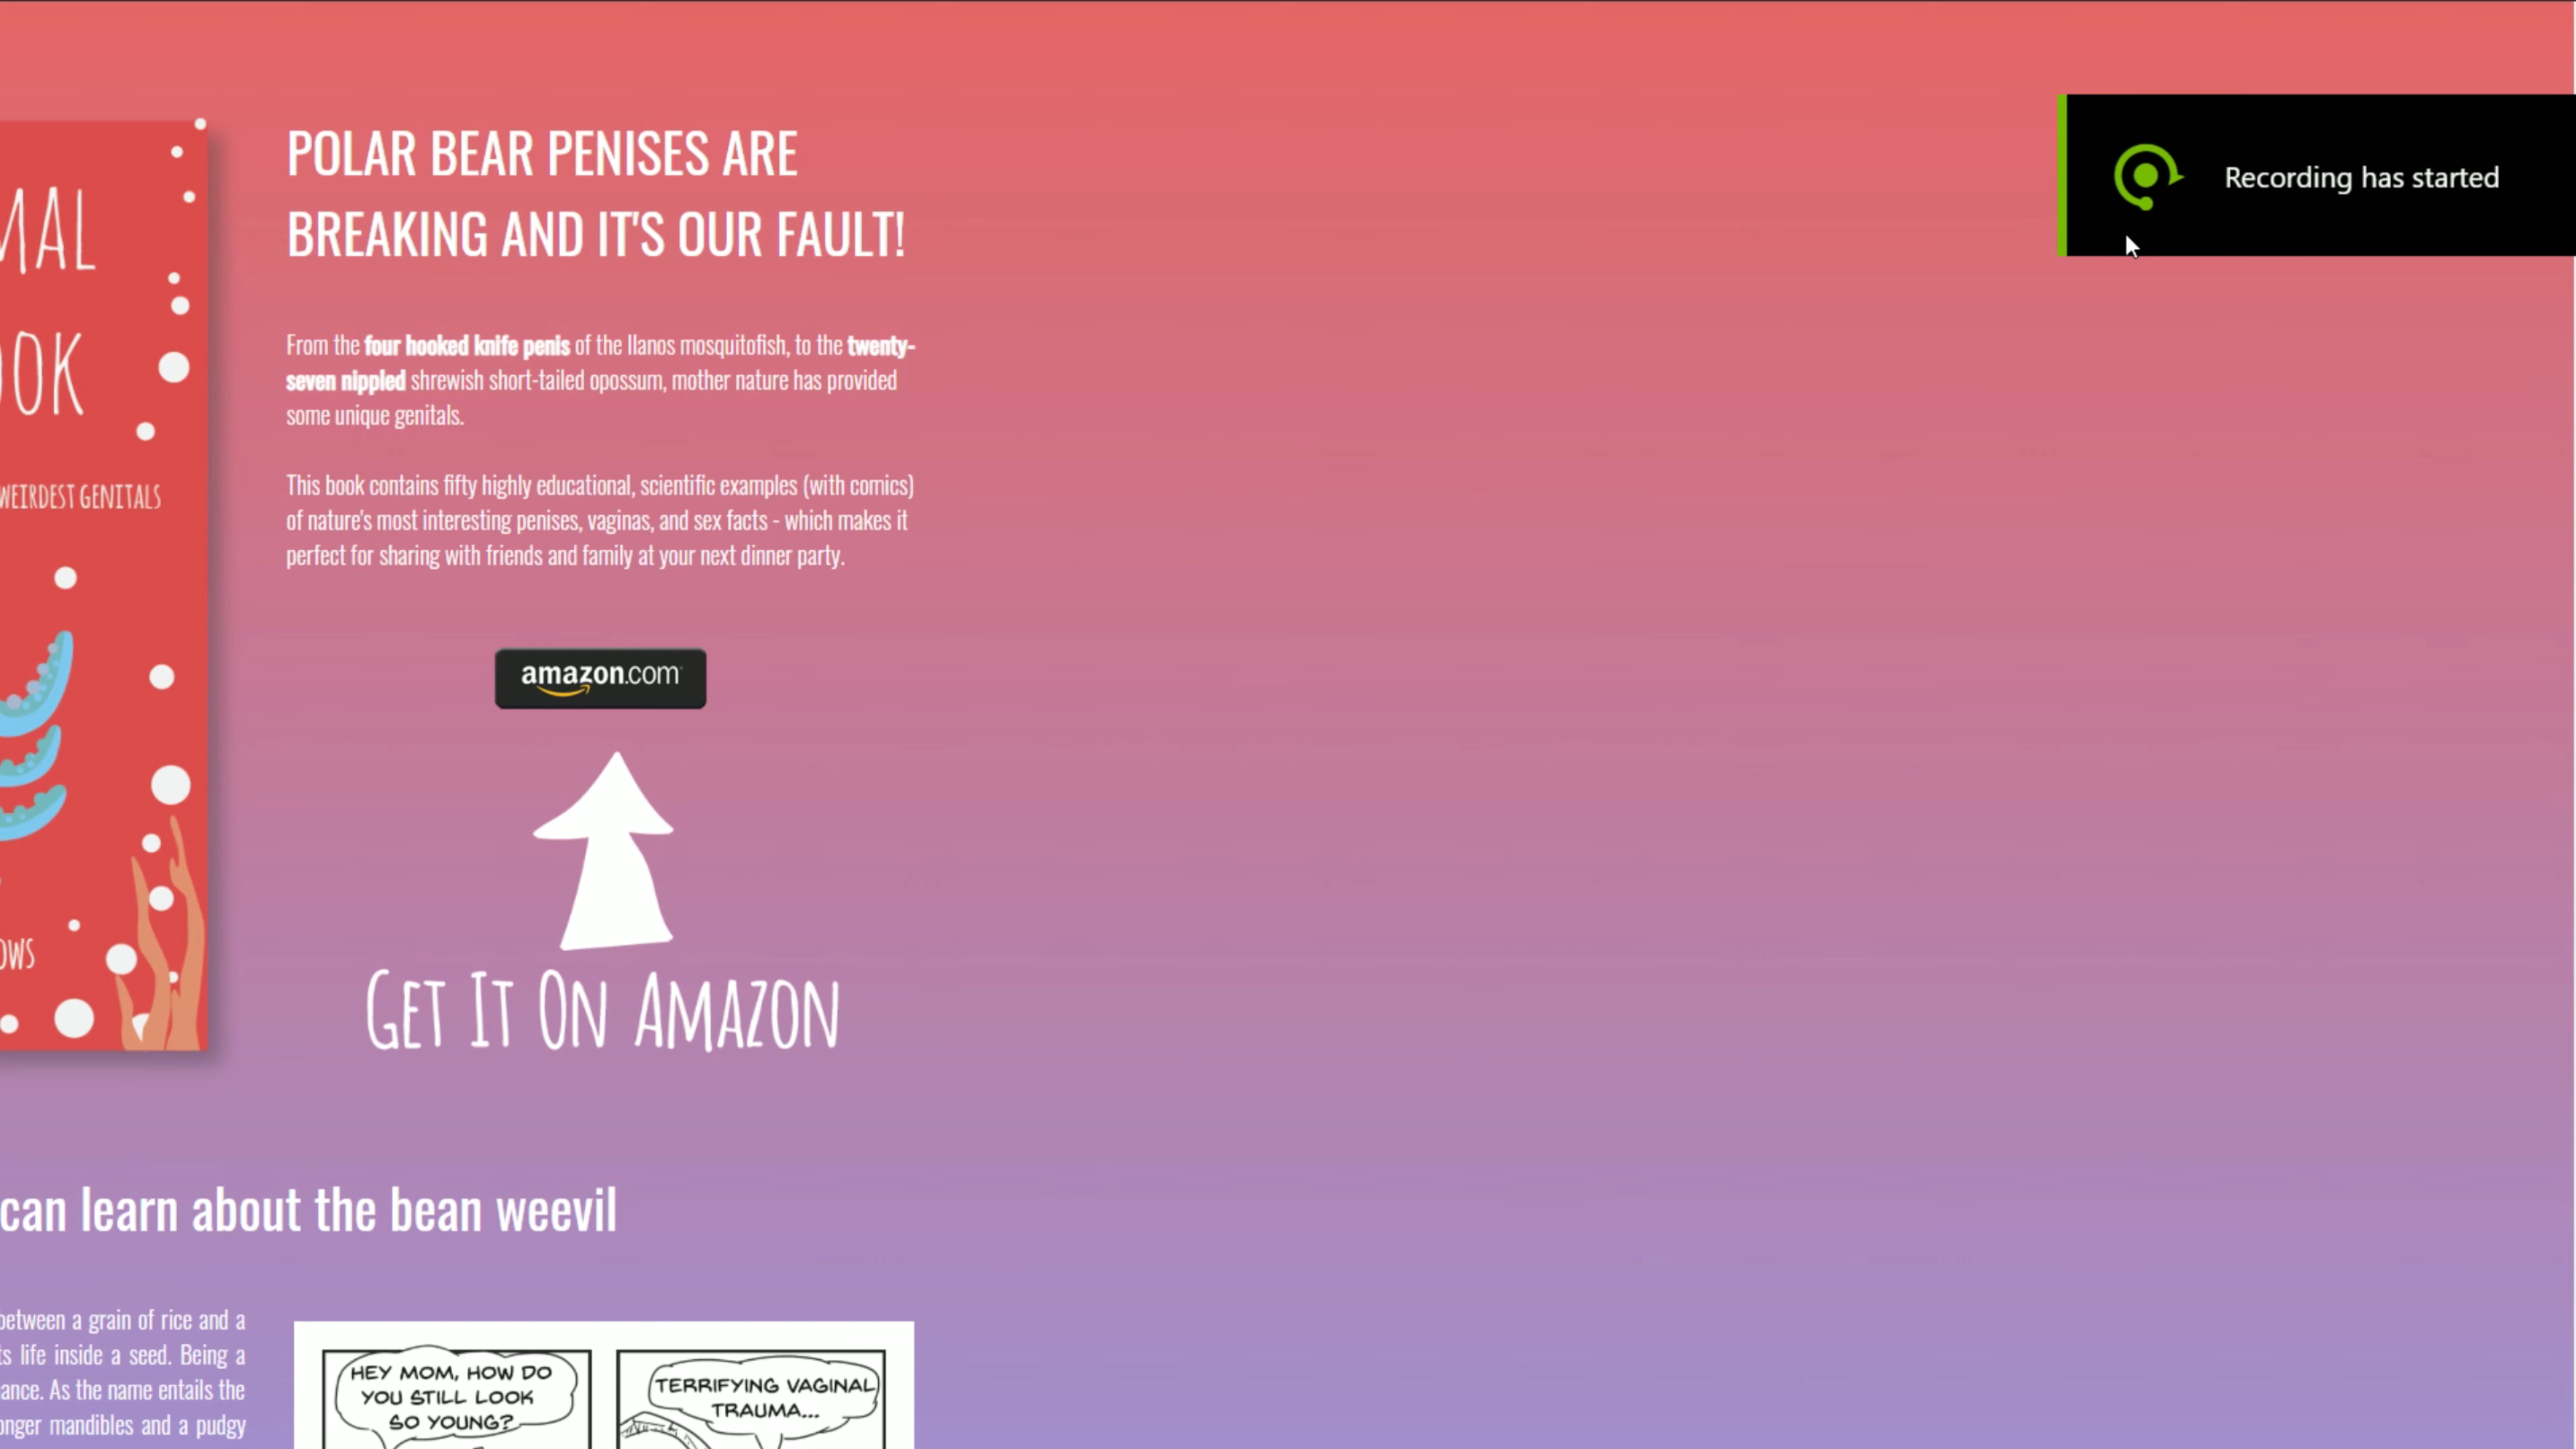 MAL
OOK
WEIRDEST GENITALS
OWS
POLAR BEAR PENISES ARE
BREAKING AND IT'S OUR FAULT!
From the four hooked knife penis of the llanos mosquitofish, to the twenty-
seven nippled shrewish short-tailed opossum, mother nature has provided
some unique genitals.
This book contains fifty highly educational, scientific examples (with comics)
of nature's most interesting penises, vaginas, and sex facts - which makes it
perfect for sharing with friends and family at your next dinner party.
amazon.com
Get It On Amazon
Recording has started
can learn about the bean weevil
between a grain of rice and a
ts life inside a seed. Being a
ance. As the name entails the
onger mandibles and a pudgy
HEY MOM, HOW DO
YOU STILL LOOK
SO YOUNG?
TERRIFYING VAGINAL
TRAUMA...